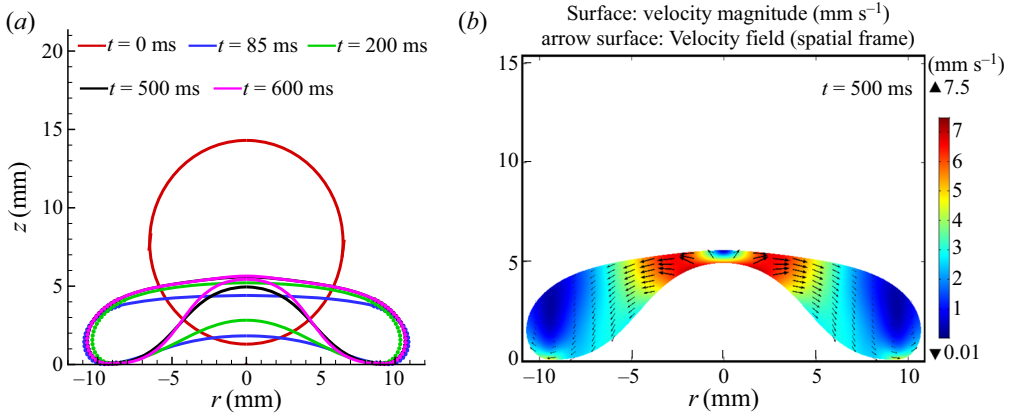 (a)
t = 0 ms
t = 85 ms
t = 200 ms
t = 500 ms
t = 600 ms
20
15
10
5
0
z (mm)
–10
–5
0
5
10
r (mm)
(b)
Surface: velocity magnitude (mm s⁻¹)
arrow surface: Velocity field (spatial frame)
(mm s⁻¹)
▲ 7.5
t = 500 ms
15
10
5
0
–10
–5
0
5
10
r (mm)
7
6
5
4
3
2
1
▼ 0.01